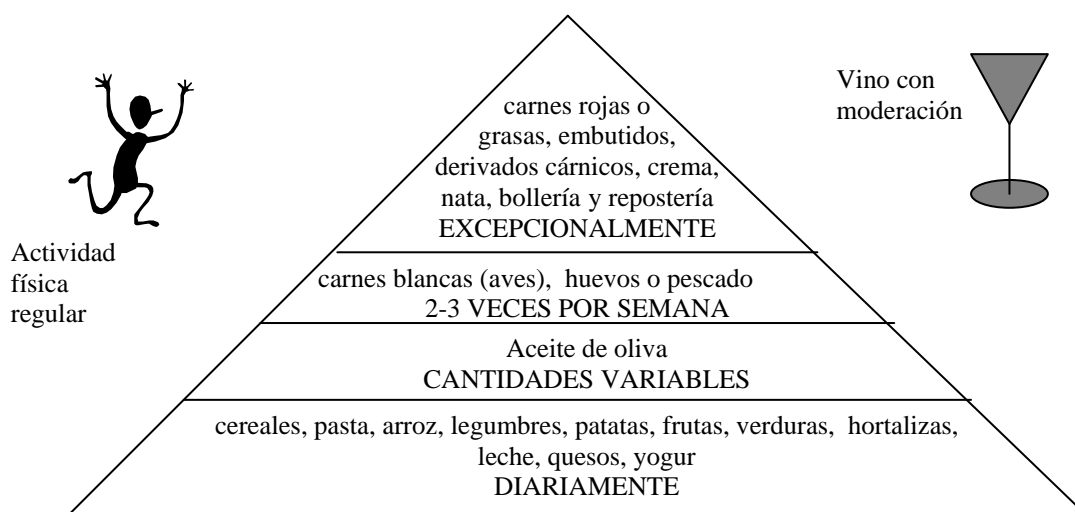 Vino con
moderación
carnes rojas o
grasas, embutidos,
derivados cárnicos, crema,
nata, bollería y repostería
EXCEPCIONALMENTE
Actividad
física
regular
carnes blancas (aves), huevos o pescado
2-3 VECES POR SEMANA
Aceite de oliva
CANTIDADES VARIABLES
cereales, pasta, arroz, legumbres, patatas, frutas, verduras, hortalizas,
leche, quesos, yogur
DIARIAMENTE